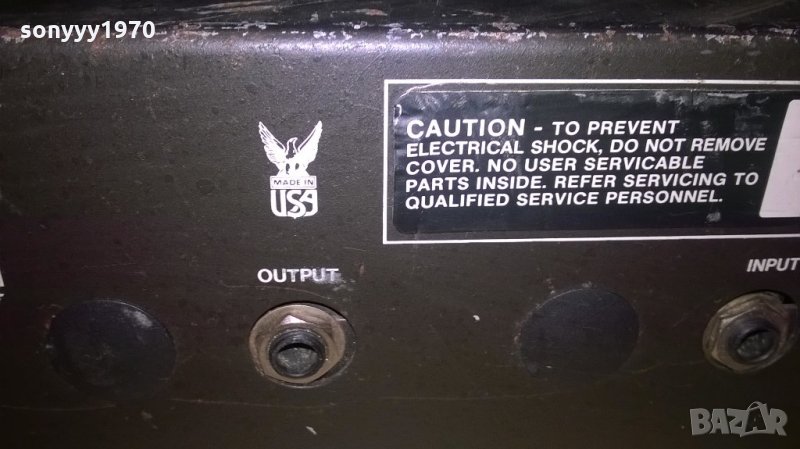 sonyyy1970
MADE IN
USA
CAUTION - TO PREVENT
ELECTRICAL SHOCK, DO NOT REMOVE
COVER. NO USER SERVICABLE
PARTS INSIDE. REFER SERVICING TO
QUALIFIED SERVICE PERSONNEL.
OUTPUT
INPUT
BAZAR